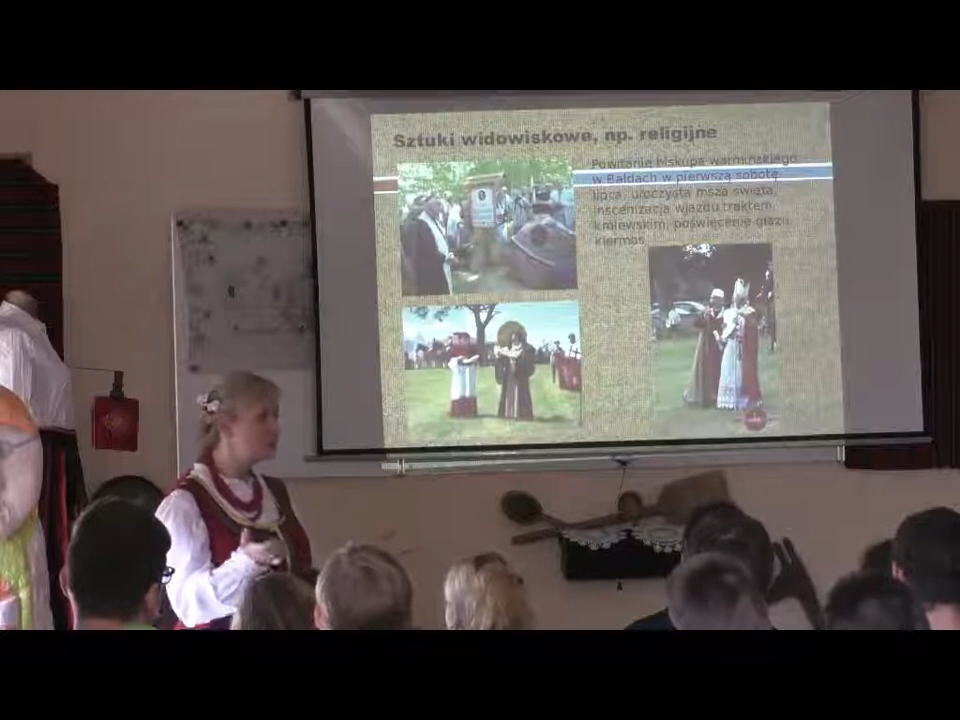 Sztuki widowiskowe, np. religijne
Powitanie biskupa warmińskiego
w Bałdach w pierwszą sobotę
lipca, uroczysta msza święta,
inscenizacja wjazdu traktem
królewskim, poświęcenie głazu
kiermas